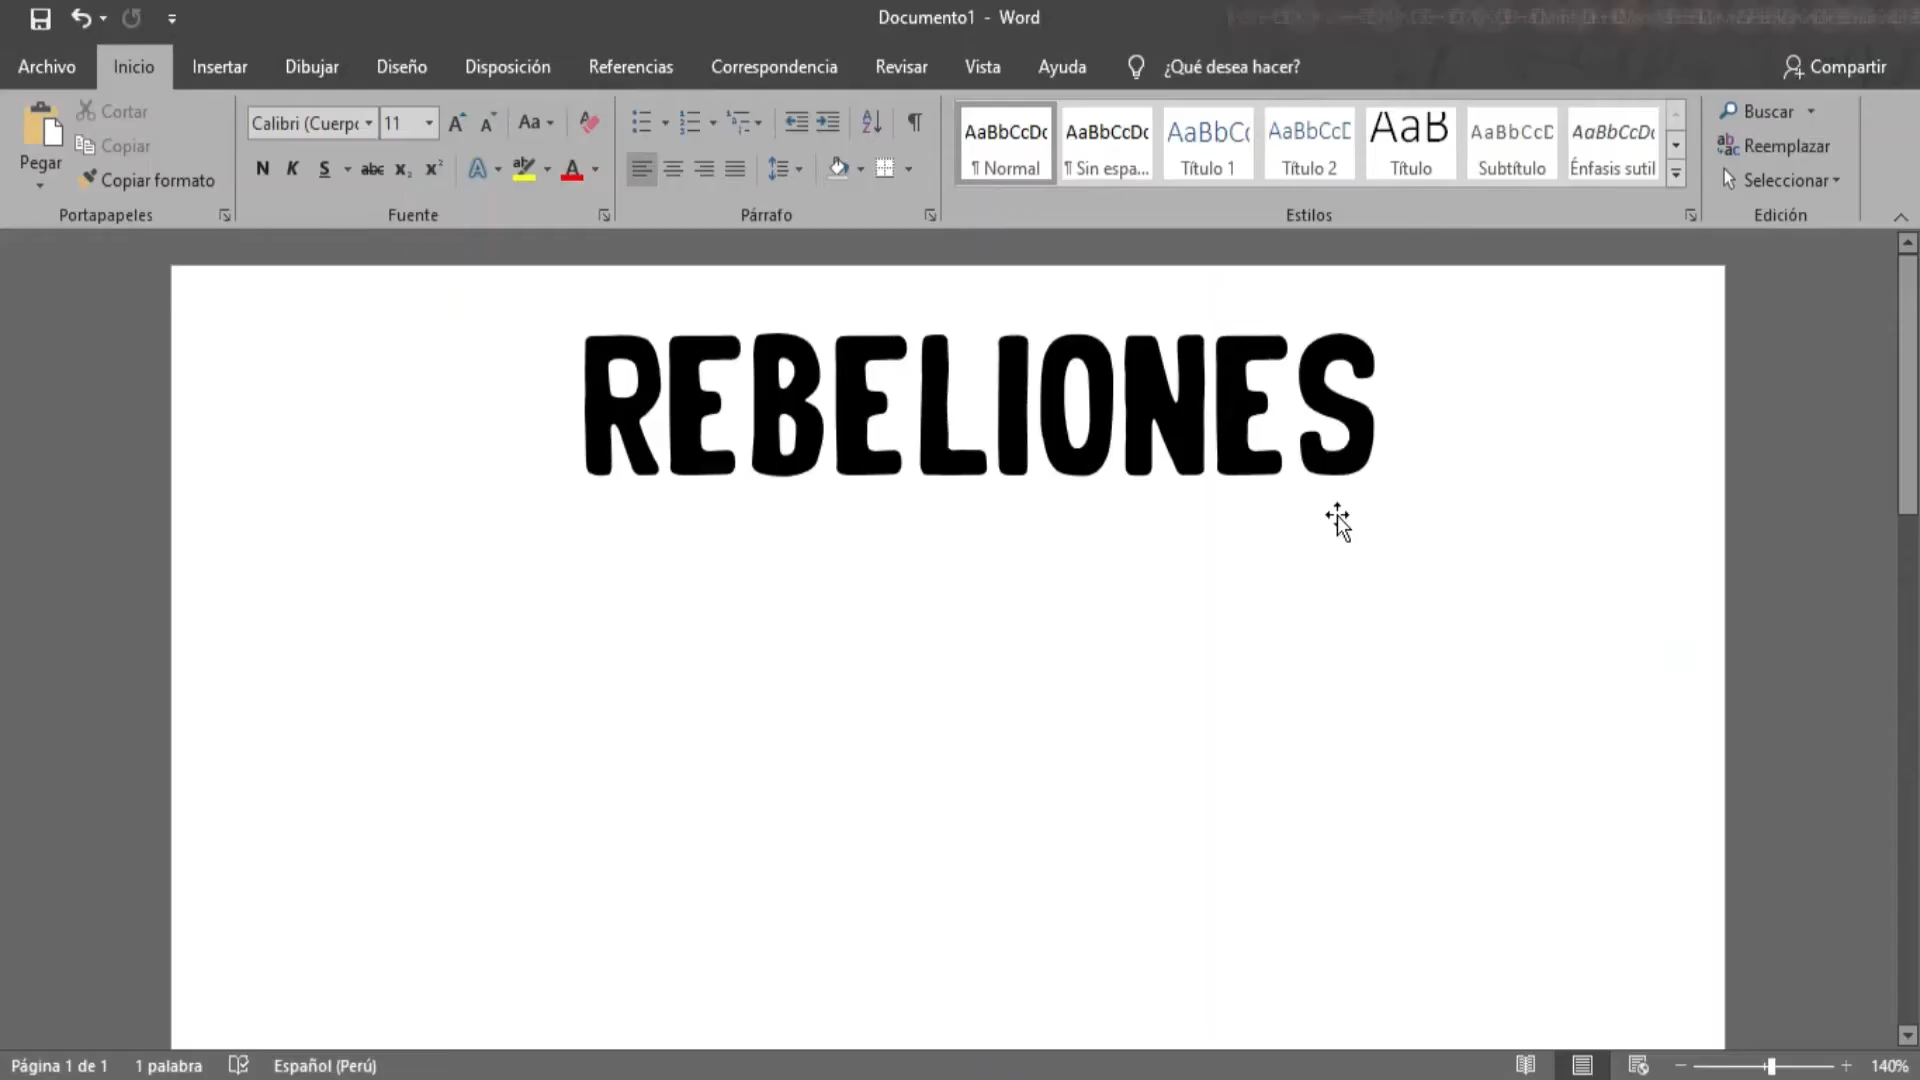 Documento1 - Word
Archivo Inicio Insertar Dibujar Diseño Disposición Referencias Correspondencia Revisar Vista Ayuda ¿Qué desea hacer? Compartir
Pegar
Cortar
Copiar
Copiar formato
Portapapeles
Calibri (Cuerpo 11 Aa
N K S abc x₂ x² A ab A
Fuente
Párrafo
AaBbCcDc AaBbCcDc AaBbC AaBbCcD AaB AaBbCcD AaBbCcDc
¶ Normal ¶ Sin espa... Título 1 Título 2 Título Subtítulo Énfasis sutil
Estilos
Buscar
Reemplazar
Seleccionar
Edición
REBELIONES
Página 1 de 1 1 palabra Español (Perú) 140%